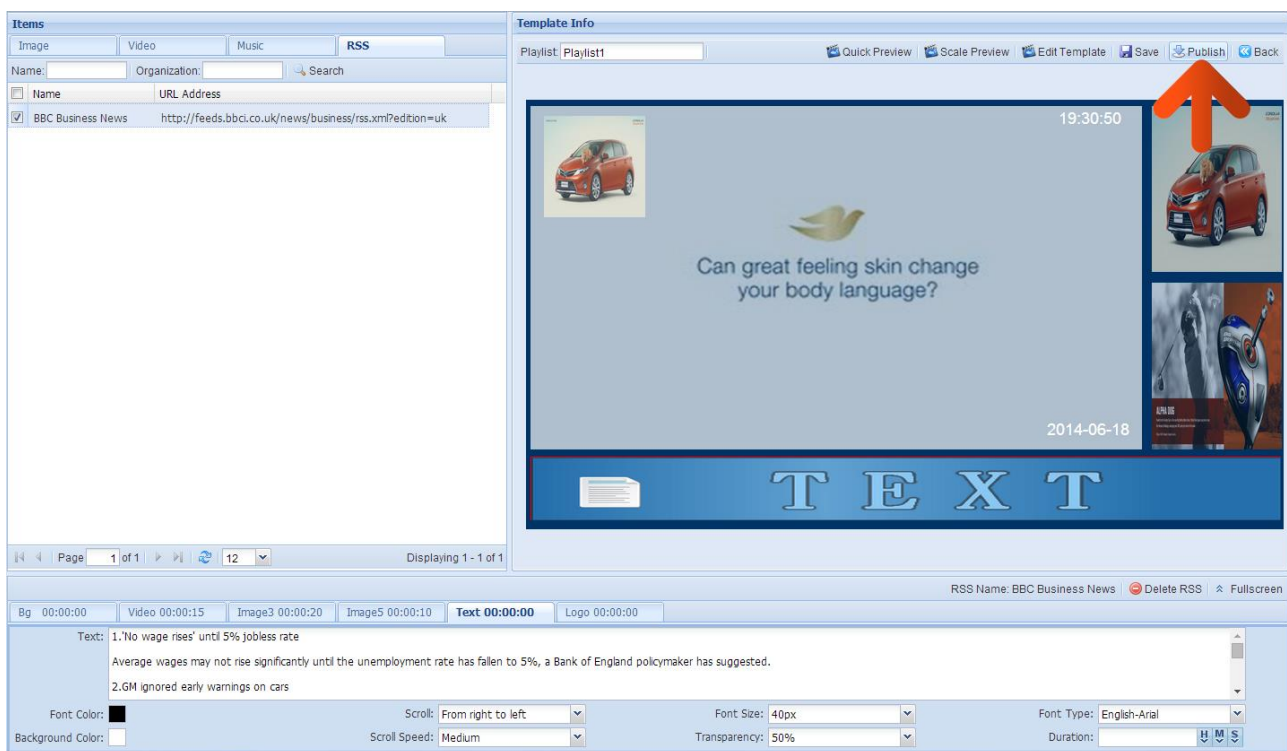 Items
Image Video Music RSS
Name: Organization: Search
Name URL Address
BBC Business News http://feeds.bbci.co.uk/news/business/rss.xml?edition=uk
Page 1 of 1 12 Displaying 1 - 1 of 1
Template Info
Playlist: Playlist1 Quick Preview Scale Preview Edit Template Save Publish Back
19:30:50
Can great feeling skin change
your body language?
2014-06-18
ALPHA DOG
TEXT
RSS Name: BBC Business News Delete RSS Fullscreen
Bg 00:00:00 Video 00:00:15 Image3 00:00:20 Image5 00:00:10 Text 00:00:00 Logo 00:00:00
Text: 1.'No wage rises' until 5% jobless rate
Average wages may not rise significantly until the unemployment rate has fallen to 5%, a Bank of England policymaker has suggested.
2.GM ignored early warnings on cars
Font Color: Scroll: From right to left Font Size: 40px Font Type: English-Arial
Background Color: Scroll Speed: Medium Transparency: 50% Duration: H M S